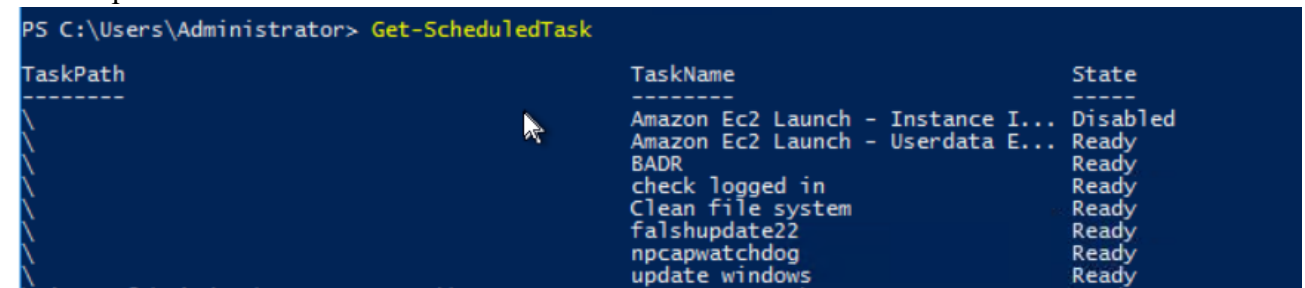 PS C:\Users\Administrator> Get-ScheduledTask
TaskPath TaskName State
-------- -------- -----
\ Amazon Ec2 Launch - Instance I... Disabled
\ Amazon Ec2 Launch - Userdata E... Ready
\ BADR Ready
\ check logged in Ready
\ Clean file system Ready
\ falshupdate22 Ready
\ npcapwatchdog Ready
\ update windows Ready